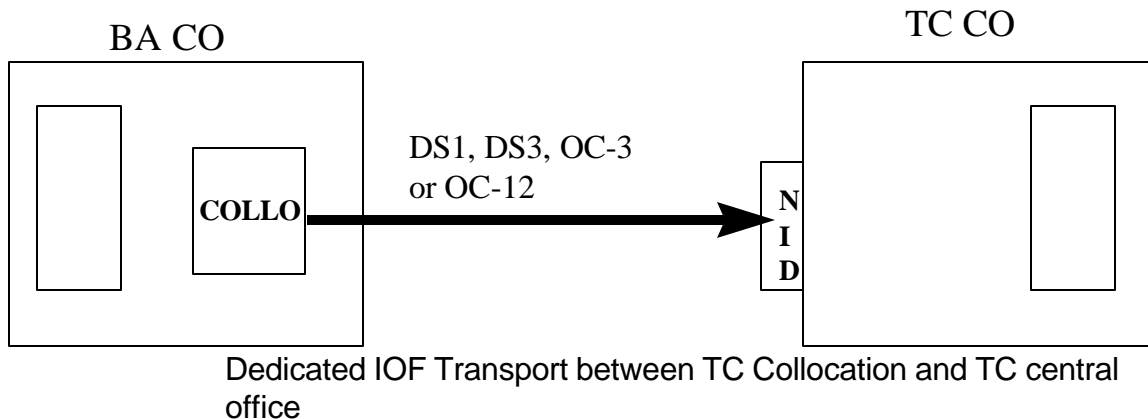 BA CO
TC CO
DS1, DS3, OC-3
or OC-12
COLLO
N
I
D
Dedicated IOF Transport between TC Collocation and TC central
office